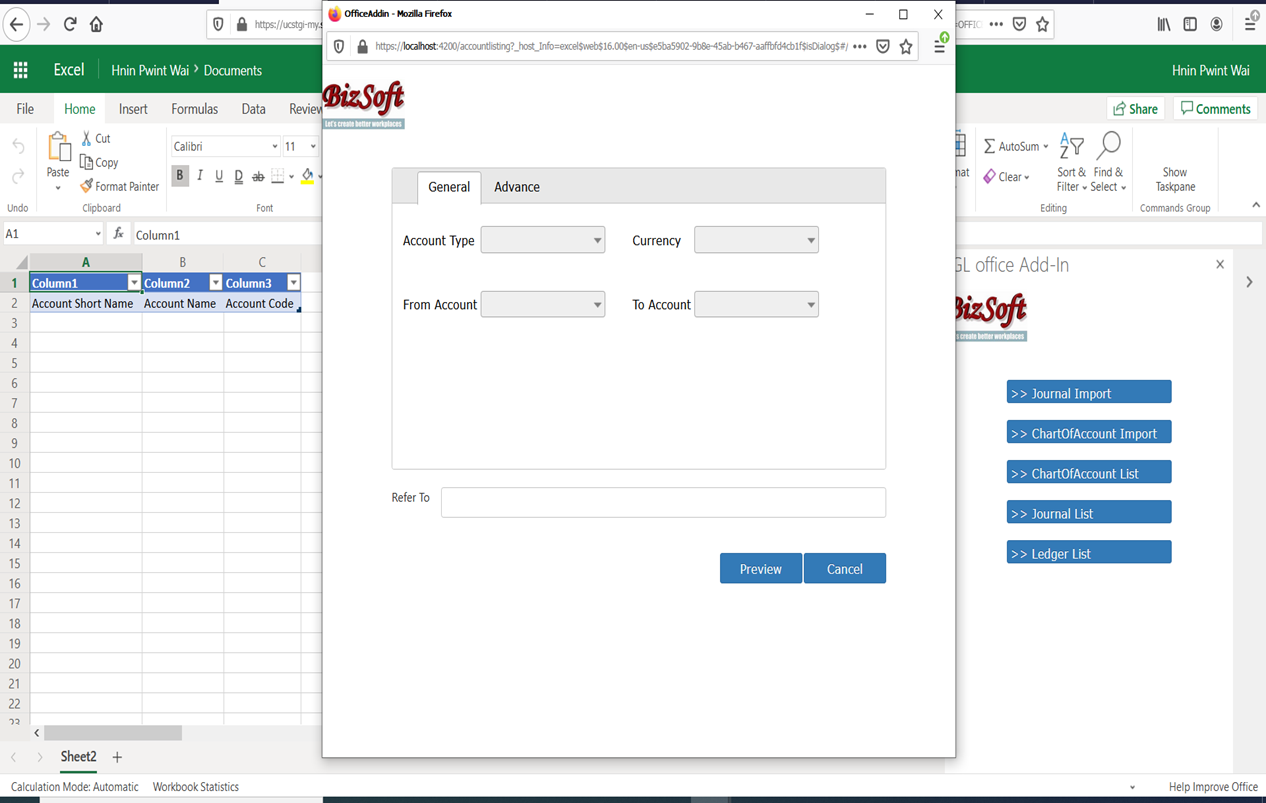 OfficeAddin - Mozilla Firefox
https://ucstgi-my.s
https://localhost:4200/accountlisting?_host_Info=excel$web$16.00$en-us$e5ba5902-9b8e-45ab-b467-aaffbfd4cb1f$isDialog$#/
=OFFIC
Excel
Hnin Pwint Wai > Documents
Hnin Pwint Wai
File Home Insert Formulas Data Review
Share Comments
Cut
Copy
Paste
Format Painter
Undo
Clipboard
Calibri 11
B I U D ab
Font
mat
AutoSum
Clear
Sort & Filter
Find & Select
Editing
Show Taskpane
Commands Group
A1 fx Column1
A B C
1 Column1 Column2 Column3
2 Account Short Name Account Name Account Code
3
4
5
6
7
8
9
10
11
12
13
14
15
16
17
18
19
20
21
22
23
BizSoft
Let's create better workplaces
General Advance
Account Type Currency
From Account To Account
Refer To
Preview Cancel
GL office Add-In
BizSoft
s create better workplaces
>> Journal Import
>> ChartOfAccount Import
>> ChartOfAccount List
>> Journal List
>> Ledger List
Sheet2
Calculation Mode: Automatic Workbook Statistics
Help Improve Office